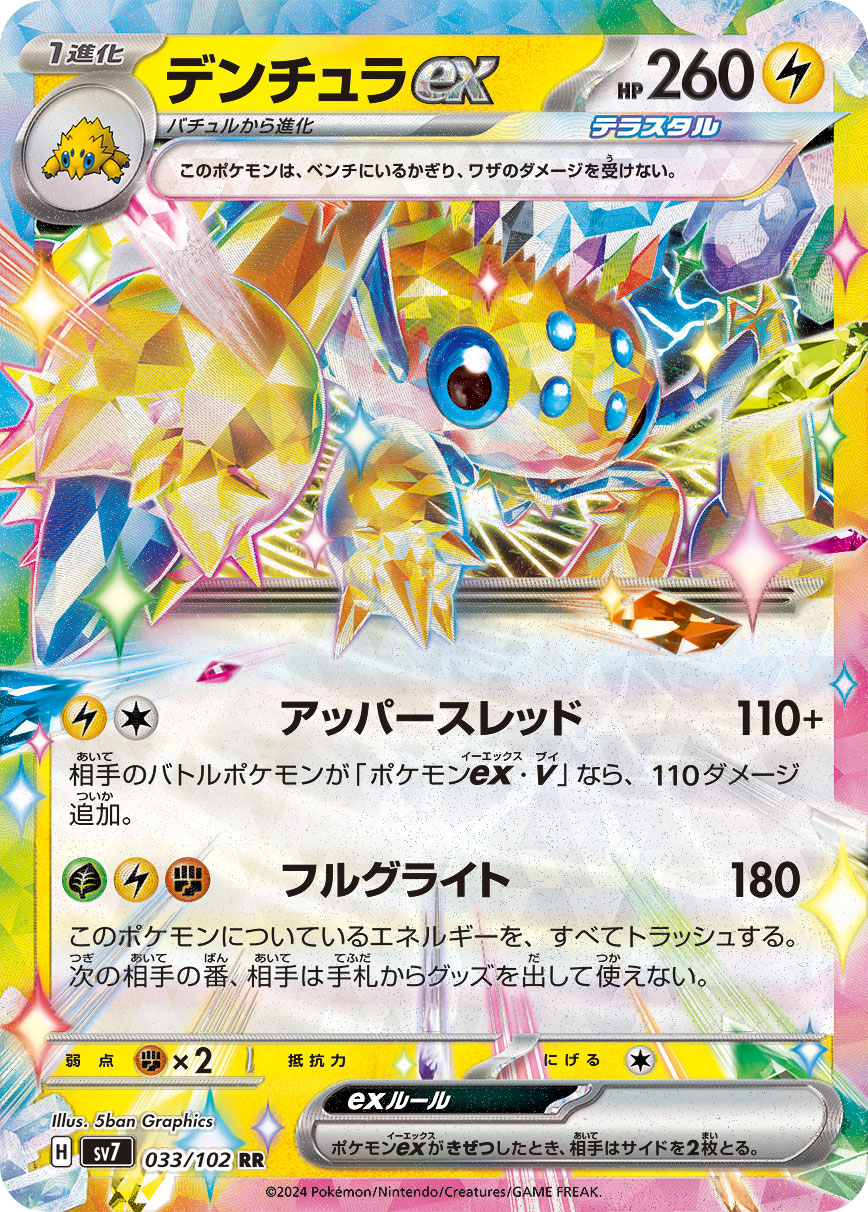 1進化
デンチュラex
HP 260
バチュルから進化
テラスタル
このポケモンは、ベンチにいるかぎり、ワザのダメージを受けない。
アッパースレッド 110+
相手のバトルポケモンが「ポケモンex・V」なら、110ダメージ
追加。
フルグライト 180
このポケモンについているエネルギーを、すべてトラッシュする。
次の相手の番、相手は手札からグッズを出して使えない。
弱点 ×2 抵抗力 にげる
exルール
ポケモンexがきぜつしたとき、相手はサイドを2枚とる。
Illus. 5ban Graphics
H sv7 033/102 RR
©2024 Pokémon/Nintendo/Creatures/GAME FREAK.